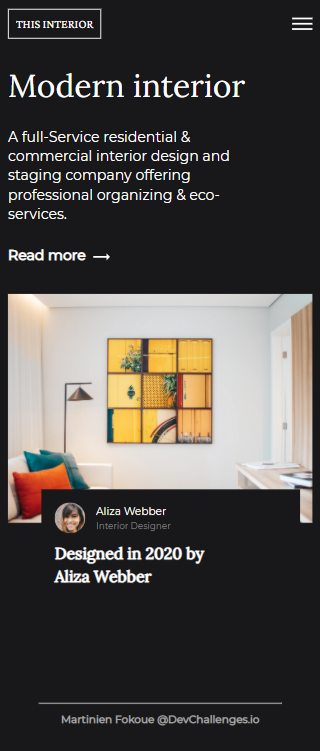 THIS INTERIOR
Modern interior
A full-Service residential &
commercial interior design and
staging company offering
professional organizing & eco-
services.
Read more →
Aliza Webber
Interior Designer
Designed in 2020 by
Aliza Webber
Martinien Fokoue @DevChallenges.io